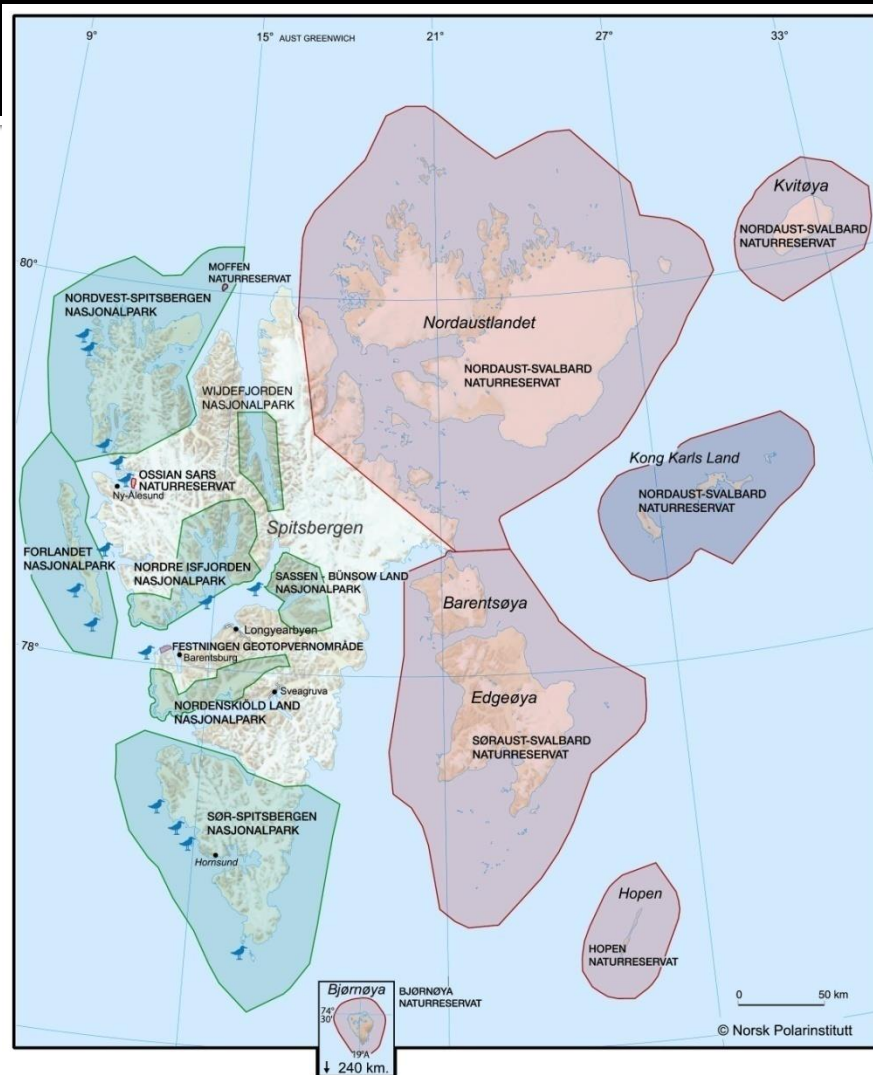 9°
15° AUST GREENWICH
21°
27°
33°
Kvitøya
NORDAUST-SVALBARD
NATURRESERVAT
80°
MOFFEN
NATURRESERVAT
NORDVEST-SPITSBERGEN
NASJONALPARK
Nordaustlandet
NORDAUST-SVALBARD
NATURRESERVAT
WIJDEFJORDEN
NASJONALPARK
Kong Karls Land
NORDAUST-SVALBARD
NATURRESERVAT
OSSIAN SARS
NATURRESERVAT
Ny-Ålesund
Spitsbergen
FORLANDET
NASJONALPARK
NORDRE ISFJORDEN
NASJONALPARK
SASSEN - BÜNSOW LAND
NASJONALPARK
Barentsøya
Longyearbyen
78°
FESTNINGEN GEOTOPVERNOMRÅDE
Barentsburg
Sveagruva
Edgeøya
NORDENSKIÖLD LAND
NASJONALPARK
SØRAUST-SVALBARD
NATURRESERVAT
SØR-SPITSBERGEN
NASJONALPARK
Hornsund
Hopen
HOPEN
NATURRESERVAT
Bjørnøya
BJØRNØYA
NATURRESERVAT
74°
30'
19°A
↓ 240 km.
0 50 km
© Norsk Polarinstitutt